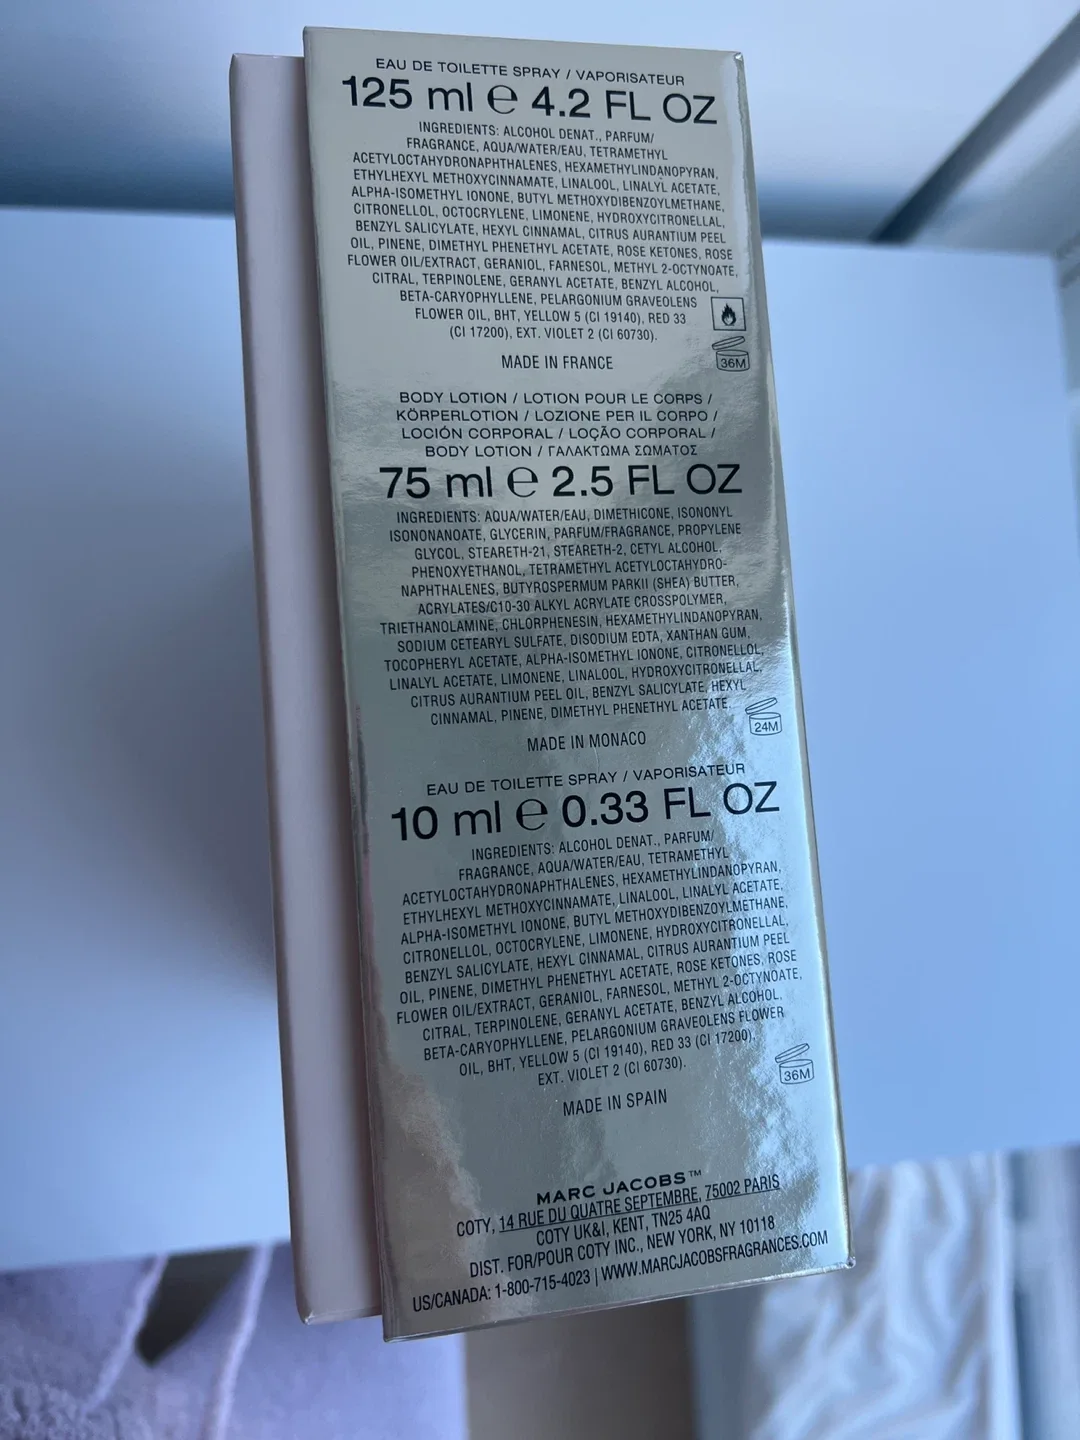 EAU DE TOILETTE SPRAY / VAPORISATEUR
125 ml ℮ 4.2 FL OZ
INGREDIENTS: ALCOHOL DENAT., PARFUM/
FRAGRANCE, AQUA/WATER/EAU, TETRAMETHYL
ACETYLOCTAHYDRONAPHTHALENES, HEXAMETHYLINDANOPYRAN,
ETHYLHEXYL METHOXYCINNAMATE, LINALOOL, LINALYL ACETATE,
ALPHA-ISOMETHYL IONONE, BUTYL METHOXYDIBENZOYLMETHANE,
CITRONELLOL, OCTOCRYLENE, LIMONENE, HYDROXYCITRONELLAL,
BENZYL SALICYLATE, HEXYL CINNAMAL, CITRUS AURANTIUM PEEL
OIL, PINENE, DIMETHYL PHENETHYL ACETATE, ROSE KETONES, ROSE
FLOWER OIL/EXTRACT, GERANIOL, FARNESOL, METHYL 2-OCTYNOATE,
CITRAL, TERPINOLENE, GERANYL ACETATE, BENZYL ALCOHOL,
BETA-CARYOPHYLLENE, PELARGONIUM GRAVEOLENS
FLOWER OIL, BHT, YELLOW 5 (CI 19140), RED 33
(CI 17200), EXT. VIOLET 2 (CI 60730).
36M
MADE IN FRANCE
BODY LOTION / LOTION POUR LE CORPS /
KÖRPERLOTION / LOZIONE PER IL CORPO /
LOCIÓN CORPORAL / LOÇÃO CORPORAL /
BODY LOTION / ΓΑΛΑΚΤΩΜΑ ΣΩΜΑΤΟΣ
75 ml ℮ 2.5 FL OZ
INGREDIENTS: AQUA/WATER/EAU, DIMETHICONE, ISONONYL
ISONONANOATE, GLYCERIN, PARFUM/FRAGRANCE, PROPYLENE
GLYCOL, STEARETH-21, STEARETH-2, CETYL ALCOHOL,
PHENOXYETHANOL, TETRAMETHYL ACETYLOCTAHYDRO-
NAPHTHALENES, BUTYROSPERMUM PARKII (SHEA) BUTTER,
ACRYLATES/C10-30 ALKYL ACRYLATE CROSSPOLYMER,
TRIETHANOLAMINE, CHLORPHENESIN, HEXAMETHYLINDANOPYRAN,
SODIUM CETEARYL SULFATE, DISODIUM EDTA, XANTHAN GUM,
TOCOPHERYL ACETATE, ALPHA-ISOMETHYL IONONE, CITRONELLOL,
LINALYL ACETATE, LIMONENE, LINALOOL, HYDROXYCITRONELLAL,
CITRUS AURANTIUM PEEL OIL, BENZYL SALICYLATE, HEXYL
CINNAMAL, PINENE, DIMETHYL PHENETHYL ACETATE.
24M
MADE IN MONACO
EAU DE TOILETTE SPRAY / VAPORISATEUR
10 ml ℮ 0.33 FL OZ
INGREDIENTS: ALCOHOL DENAT., PARFUM/
FRAGRANCE, AQUA/WATER/EAU, TETRAMETHYL
ACETYLOCTAHYDRONAPHTHALENES, HEXAMETHYLINDANOPYRAN,
ETHYLHEXYL METHOXYCINNAMATE, LINALOOL, LINALYL ACETATE,
ALPHA-ISOMETHYL IONONE, BUTYL METHOXYDIBENZOYLMETHANE,
CITRONELLOL, OCTOCRYLENE, LIMONENE, HYDROXYCITRONELLAL,
BENZYL SALICYLATE, HEXYL CINNAMAL, CITRUS AURANTIUM PEEL
OIL, PINENE, DIMETHYL PHENETHYL ACETATE, ROSE KETONES, ROSE
FLOWER OIL/EXTRACT, GERANIOL, FARNESOL, METHYL 2-OCTYNOATE,
CITRAL, TERPINOLENE, GERANYL ACETATE, BENZYL ALCOHOL,
BETA-CARYOPHYLLENE, PELARGONIUM GRAVEOLENS FLOWER
OIL, BHT, YELLOW 5 (CI 19140), RED 33 (CI 17200),
EXT. VIOLET 2 (CI 60730).
36M
MADE IN SPAIN
MARC JACOBS™
COTY, 14 RUE DU QUATRE SEPTEMBRE, 75002 PARIS
COTY UK&I, KENT, TN25 4AQ
DIST. FOR/POUR COTY INC., NEW YORK, NY 10118
US/CANADA: 1-800-715-4023 | WWW.MARCJACOBSFRAGRANCES.COM